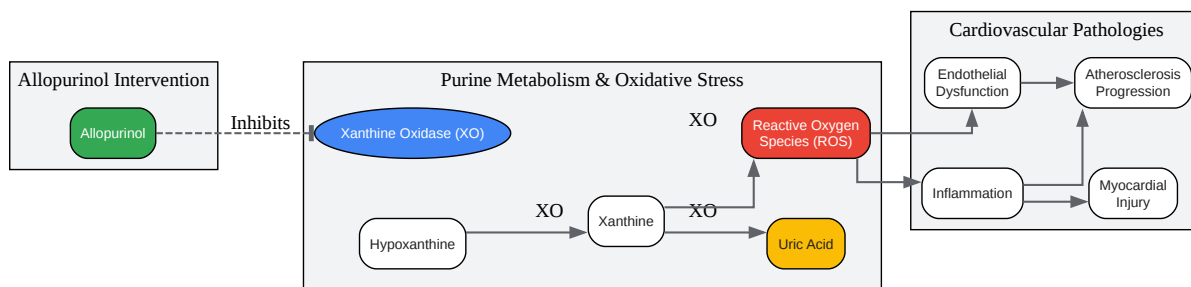 Allopurinol Intervention
Allopurinol
Inhibits
Purine Metabolism & Oxidative Stress
Xanthine Oxidase (XO)
XO
Reactive Oxygen
Species (ROS)
Hypoxanthine
XO
Xanthine
XO
Uric Acid
Cardiovascular Pathologies
Endothelial
Dysfunction
Atherosclerosis
Progression
Inflammation
Myocardial
Injury